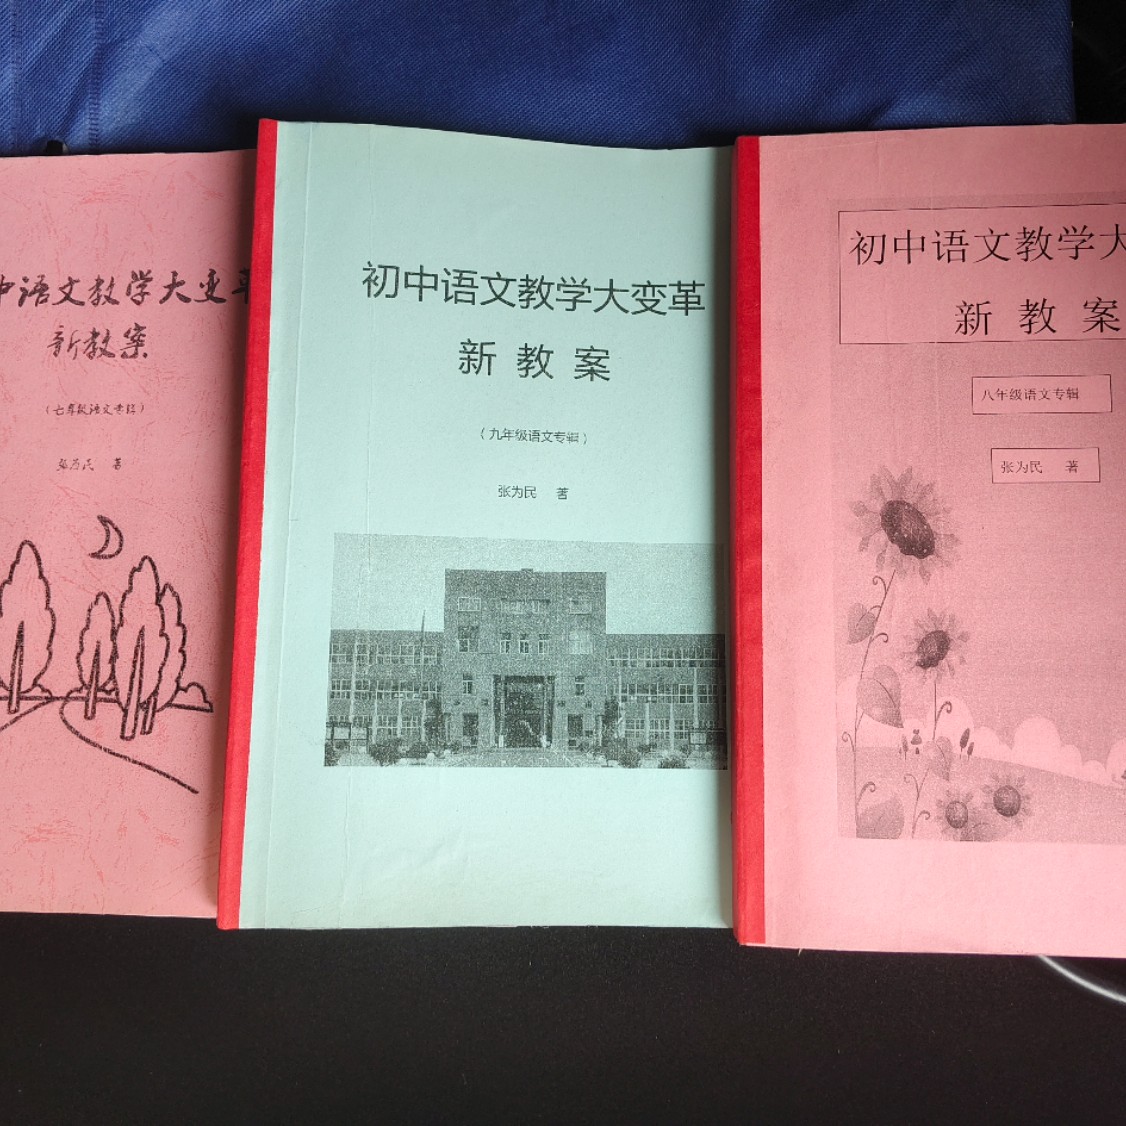 中语文教学大变革
新教案
（七年级语文专辑）
张为民 著
初中语文教学大变革
新 教 案
（九年级语文专辑）
张为民 著
初中语文教学大
新 教 案
八年级语文专辑
张为民 著